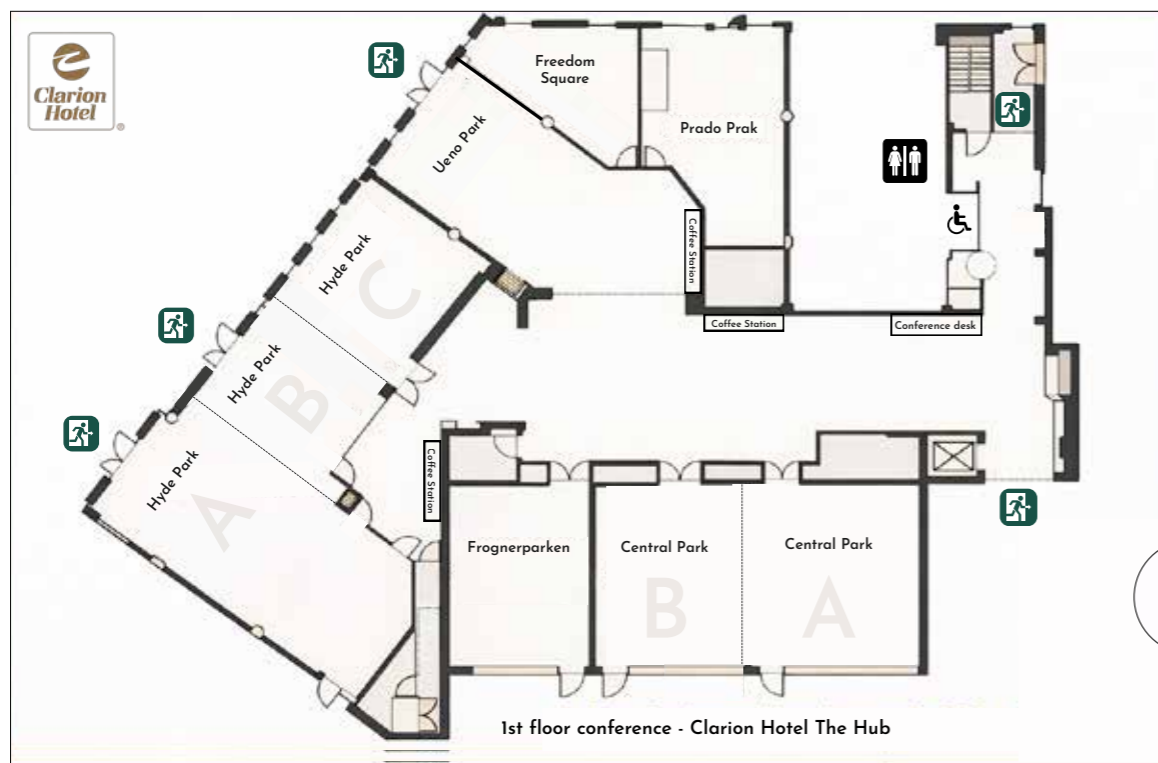 Clarion
Hotel
®
Freedom
Square
Ueno Park
Prado Prak
Hyde Park
C
Coffee Station
Coffee Station
Conference desk
Hyde Park
B
Hyde Park
A
Coffee Station
Frognerparken
Central Park
B
Central Park
A
1st floor conference - Clarion Hotel The Hub